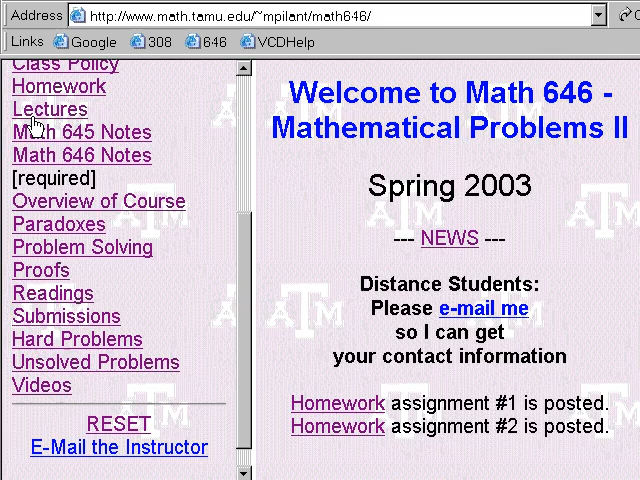 Address http://www.math.tamu.edu/~mpilant/math646/
Links Google 308 646 VCDHelp
Class Policy
Homework
Lectures
Math 645 Notes
Math 646 Notes
[required]
Overview of Course
Paradoxes
Problem Solving
Proofs
Readings
Submissions
Hard Problems
Unsolved Problems
Videos
RESET
E-Mail the Instructor
Welcome to Math 646 -
Mathematical Problems II
Spring 2003
--- NEWS ---
Distance Students:
Please e-mail me
so I can get
your contact information
Homework assignment #1 is posted.
Homework assignment #2 is posted.